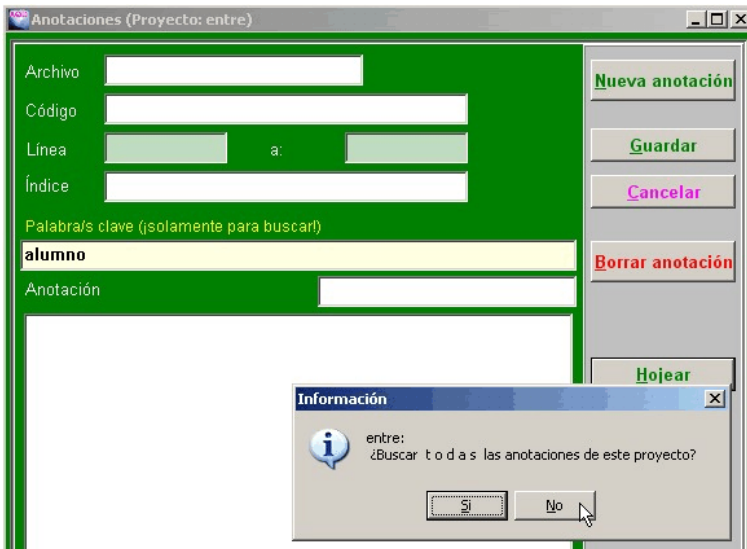 Anotaciones (Proyecto: entre)
Archivo
Nueva anotación
Código
Guardar
Línea a:
Cancelar
Índice
Palabra/s clave (¡solamente para buscar!)
alumno
Borrar anotación
Anotación
Hojear
Información
entre:
¿Buscar t o d a s las anotaciones de este proyecto?
Si No